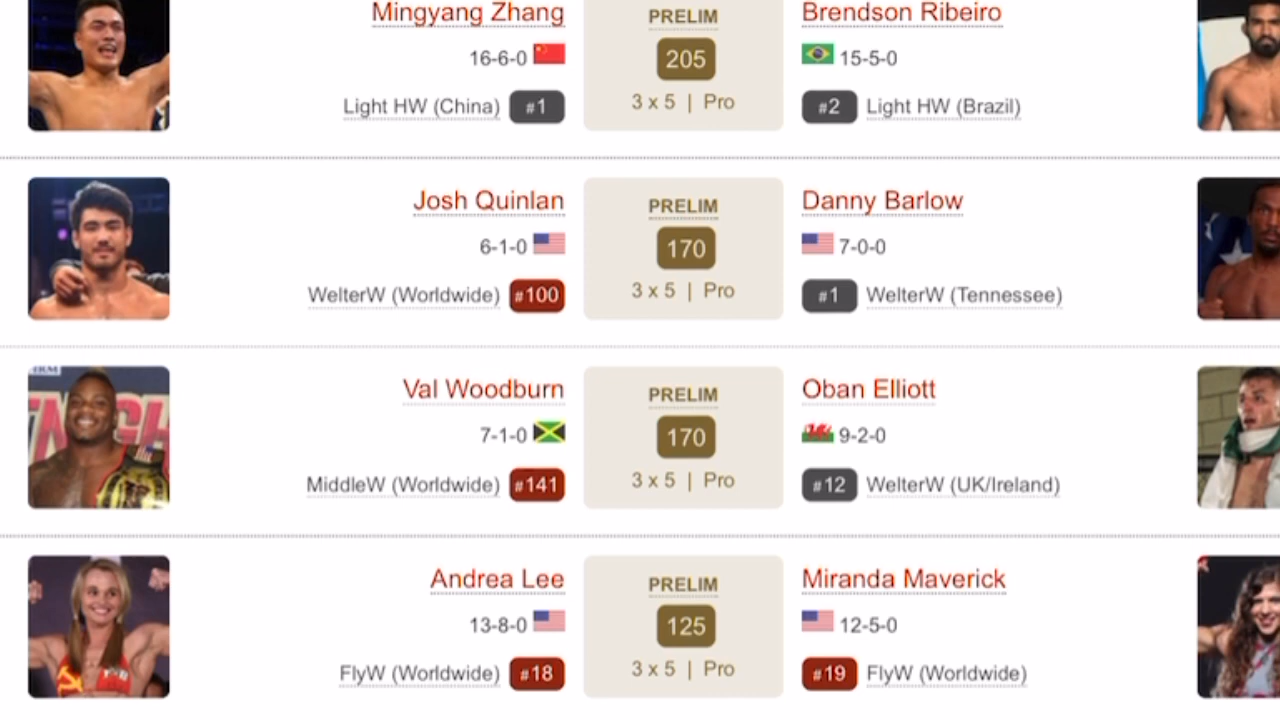 Mingyang Zhang PRELIM Brendson Ribeiro
16-6-0 205 15-5-0
Light HW (China) #1 3 x 5 | Pro #2 Light HW (Brazil)
Josh Quinlan PRELIM Danny Barlow
6-1-0 170 7-0-0
WelterW (Worldwide) #100 3 x 5 | Pro #1 WelterW (Tennessee)
Val Woodburn PRELIM Oban Elliott
7-1-0 170 9-2-0
MiddleW (Worldwide) #141 3 x 5 | Pro #12 WelterW (UK/Ireland)
Andrea Lee PRELIM Miranda Maverick
13-8-0 125 12-5-0
FlyW (Worldwide) #18 3 x 5 | Pro #19 FlyW (Worldwide)